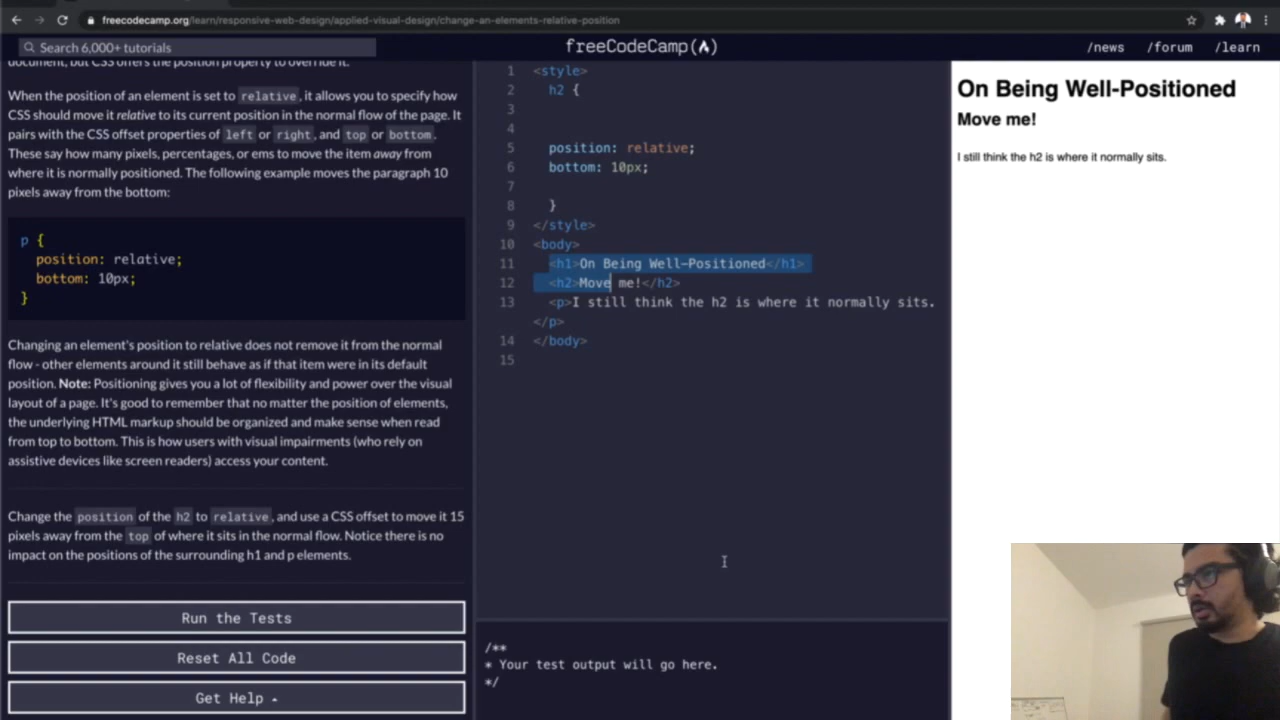 freecodecamp.org/learn/responsive-web-design/applied-visual-design/change-an-elements-relative-position
Search 6,000+ tutorials
freeCodeCamp
/news
/forum
/learn
document, but CSS offers the position property to override it.
When the position of an element is set to relative, it allows you to specify how
CSS should move it relative to its current position in the normal flow of the page. It
pairs with the CSS offset properties of left or right, and top or bottom.
These say how many pixels, percentages, or ems to move the item away from
where it is normally positioned. The following example moves the paragraph 10
pixels away from the bottom:
p {
position: relative;
bottom: 10px;
}
Changing an element's position to relative does not remove it from the normal
flow - other elements around it still behave as if that item were in its default
position. Note: Positioning gives you a lot of flexibility and power over the visual
layout of a page. It's good to remember that no matter the position of elements,
the underlying HTML markup should be organized and make sense when read
from top to bottom. This is how users with visual impairments (who rely on
assistive devices like screen readers) access your content.
Change the position of the h2 to relative, and use a CSS offset to move it 15
pixels away from the top of where it sits in the normal flow. Notice there is no
impact on the positions of the surrounding h1 and p elements.
Run the Tests
Reset All Code
Get Help
1 <style>
2 h2 {
3
4
5 position: relative;
6 bottom: 10px;
7
8 }
9 </style>
10 <body>
11 <h1>On Being Well-Positioned</h1>
12 <h2>Move me!</h2>
13 <p>I still think the h2 is where it normally sits.
</p>
14 </body>
15
/**
* Your test output will go here.
*/
On Being Well-Positioned
Move me!
I still think the h2 is where it normally sits.